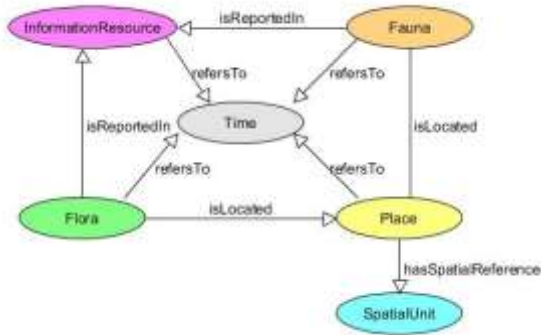 isReportedIn
InformationResource
Fauna
refersTo
refersTo
Time
isReportedIn
isLocated
refersTo
refersTo
isLocated
Flora
Place
hasSpatialReference
SpatialUnit